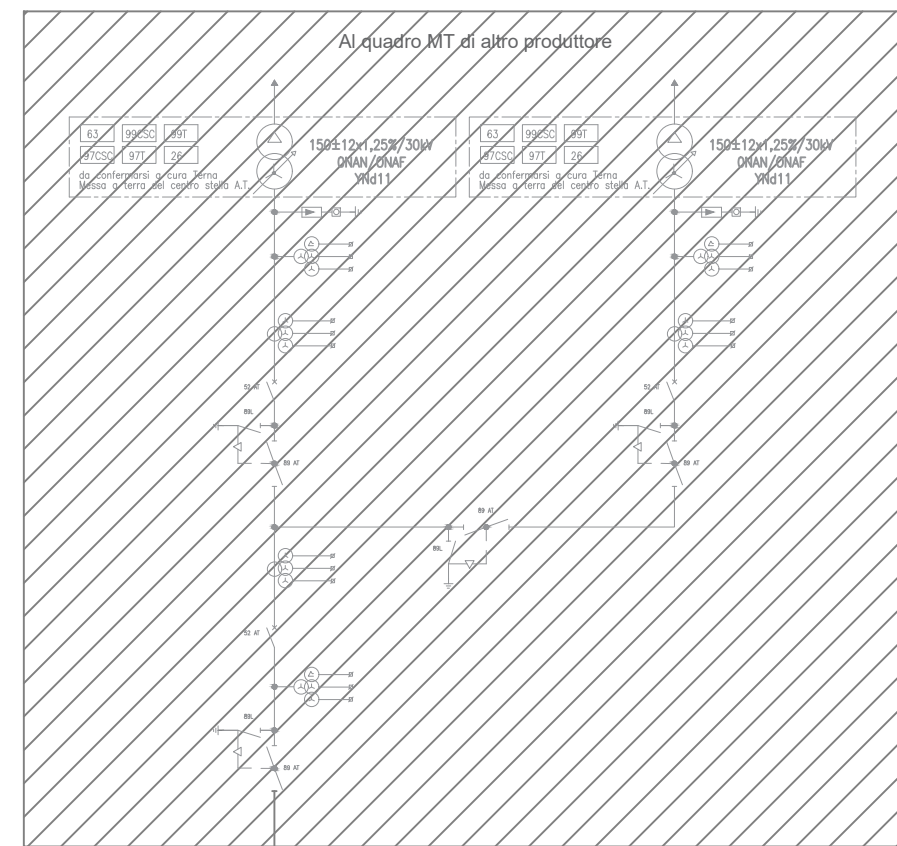 Al quadro MT di altro produttore
63 99CSC 99T
97CSC 97T 26
da confermarsi a cura Terna
Messa a terra del centro stella A.T.
150±12x1,25%/30kV
ONAN/ONAF
YNd11
63 99CSC 99T
97CSC 97T 26
da confermarsi a cura Terna
Messa a terra del centro stella A.T.
150±12x1,25%/30kV
ONAN/ONAF
YNd11
52 AT
52 AT
89L
89L
89 AT
89 AT
89 AT
89L
52 AT
89L
89 AT